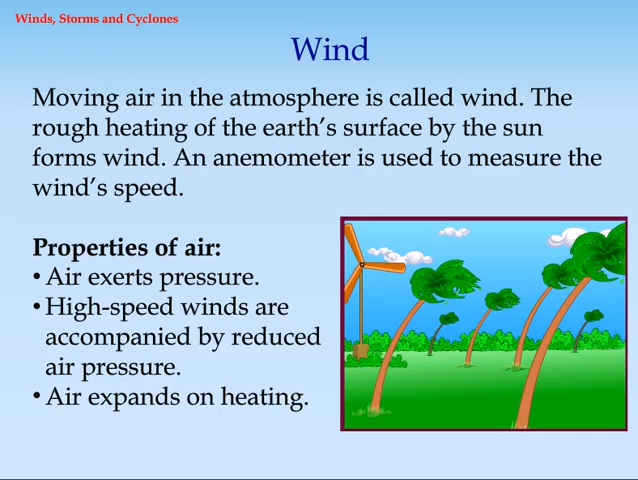 Winds, Storms and Cyclones
Wind
Moving air in the atmosphere is called wind. The
rough heating of the earth's surface by the sun
forms wind. An anemometer is used to measure the
wind's speed.
Properties of air:
• Air exerts pressure.
• High-speed winds are
accompanied by reduced
air pressure.
• Air expands on heating.